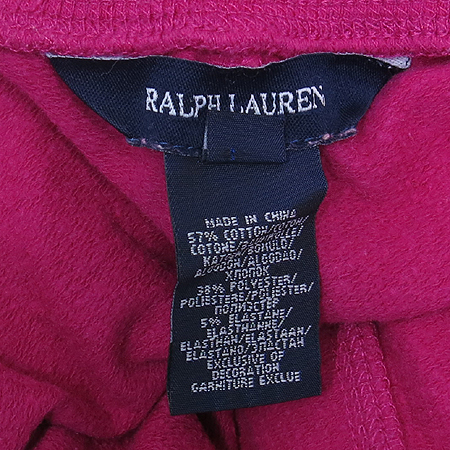 RALPH LAUREN
MADE IN CHINA
57% COTTON/COTON/
COTONE/BAUMWOLLE/
ALGODON/ALGODAO/
ХЛОПОК
38% POLYESTER/
POLIESTERE/POLIESTER/
ПОЛИЭСТЕР
5% ELASTANE/
ELASTHANNE/
ELASTHAN/ELASTAAN/
ELASTANO/ЭЛАСТАН
EXCLUSIVE OF
DECORATION
GARNITURE EXCLUE